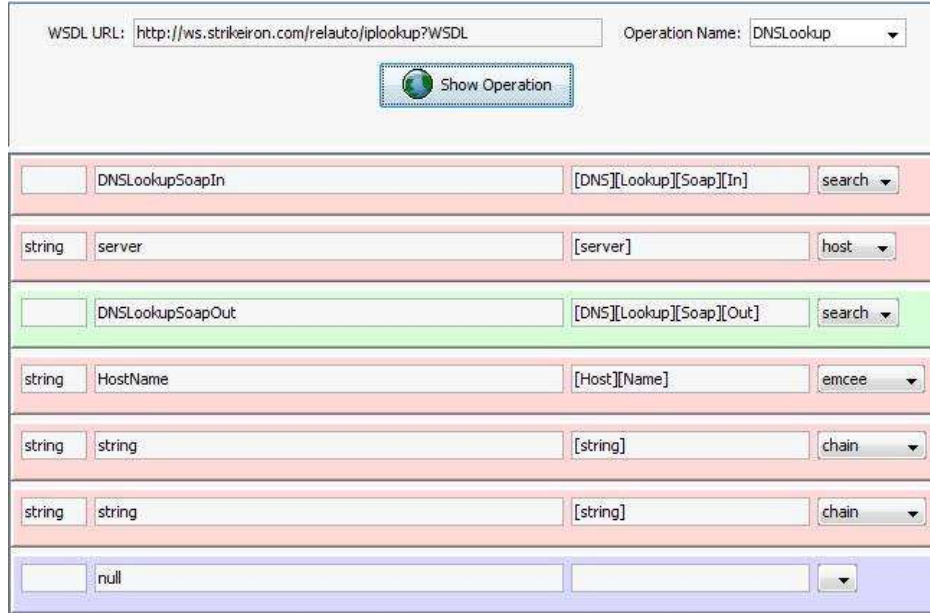 WSDL URL: http://ws.strikeiron.com/relauto/iplookup?WSDL Operation Name: DNSLookup
Show Operation
DNSLookupSoapIn [DNS][Lookup][Soap][In] search
string server [server] host
DNSLookupSoapOut [DNS][Lookup][Soap][Out] search
string HostName [Host][Name] emcee
string string [string] chain
string string [string] chain
null